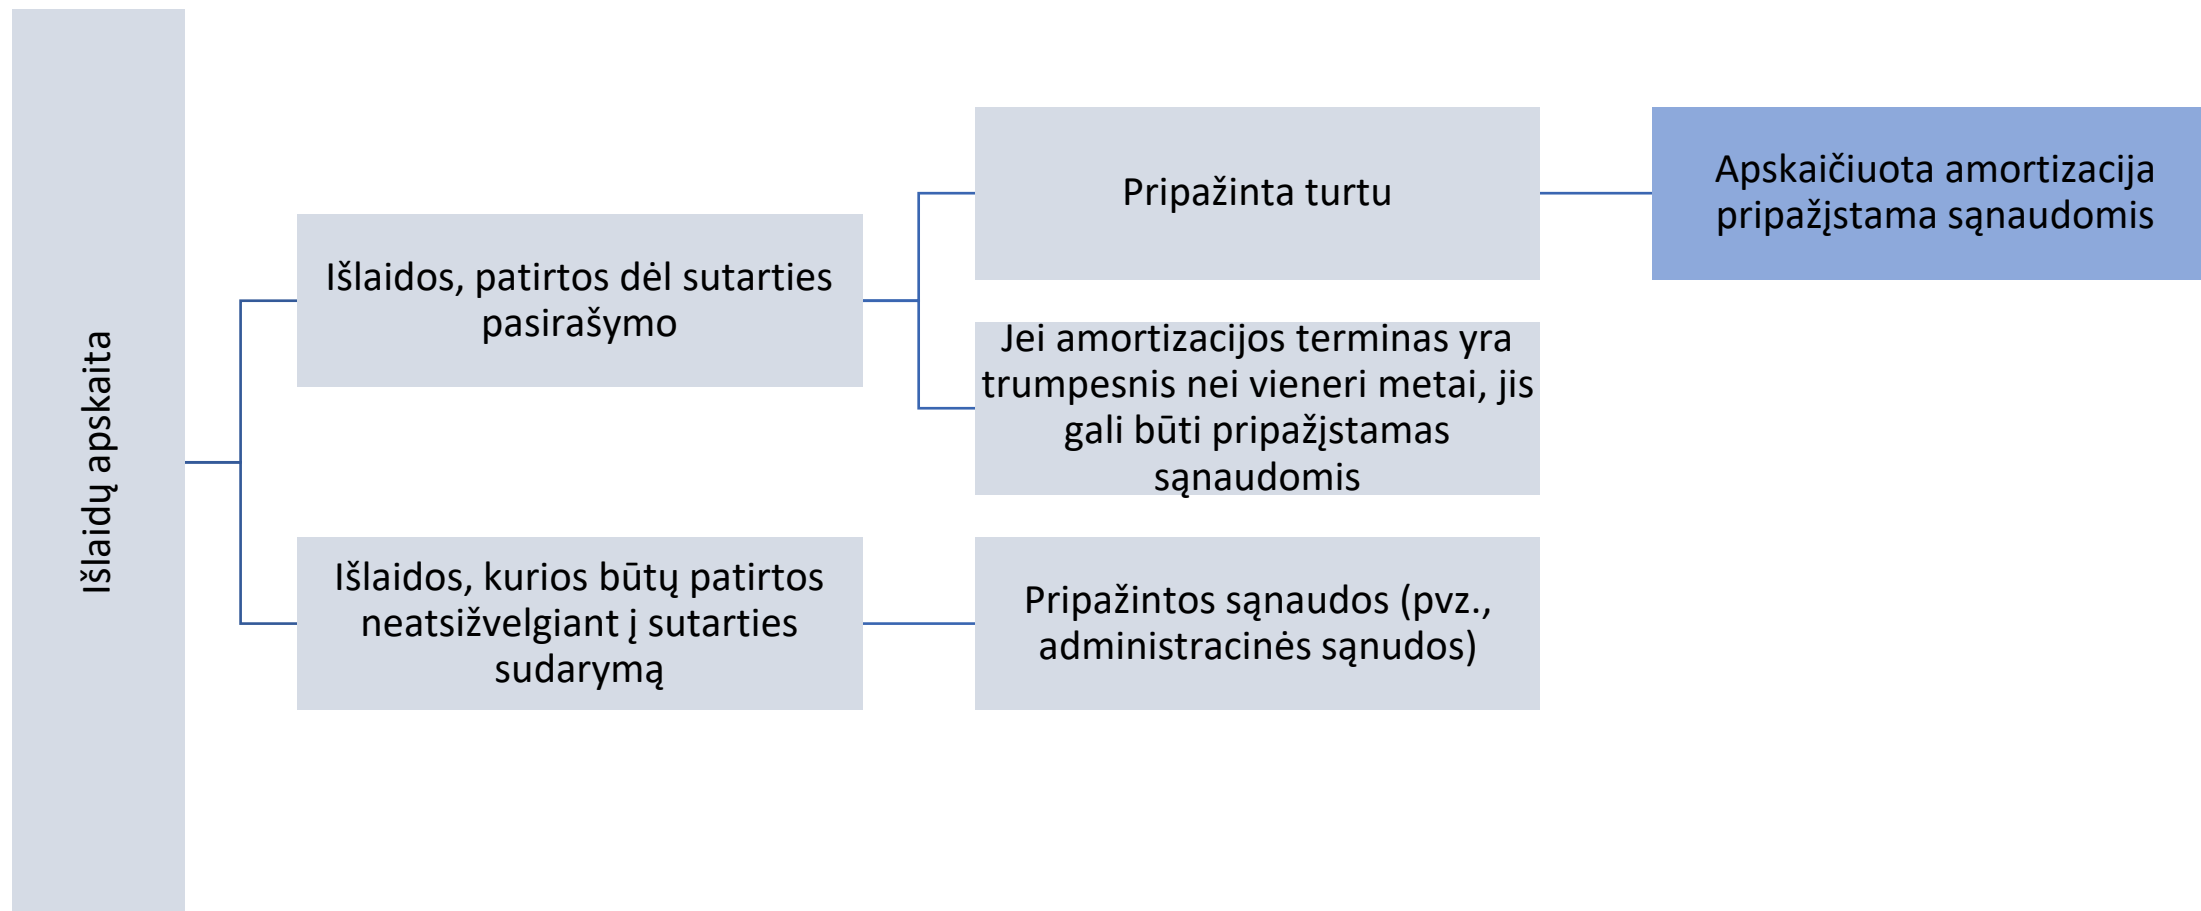 Išlaidų apskaita
Išlaidos, patirtos dėl sutarties
pasirašymo
Pripažinta turtu
Apskaičiuota amortizacija
pripažįstama sąnaudomis
Jei amortizacijos terminas yra
trumpesnis nei vieneri metai, jis
gali būti pripažįstamas
sąnaudomis
Išlaidos, kurios būtų patirtos
neatsižvelgiant į sutarties
sudarymą
Pripažintos sąnaudos (pvz.,
administracinės sąnudos)